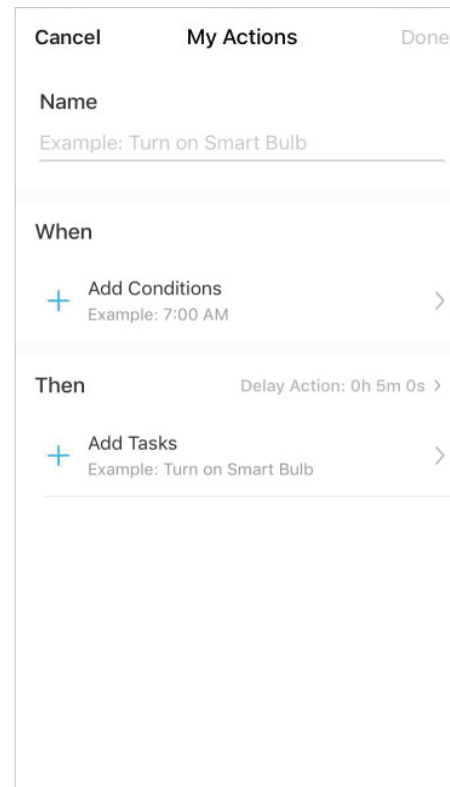 Cancel My Actions Done
Name
Example: Turn on Smart Bulb
When
Add Conditions
Example: 7:00 AM
Then Delay Action: 0h 5m 0s >
Add Tasks
Example: Turn on Smart Bulb